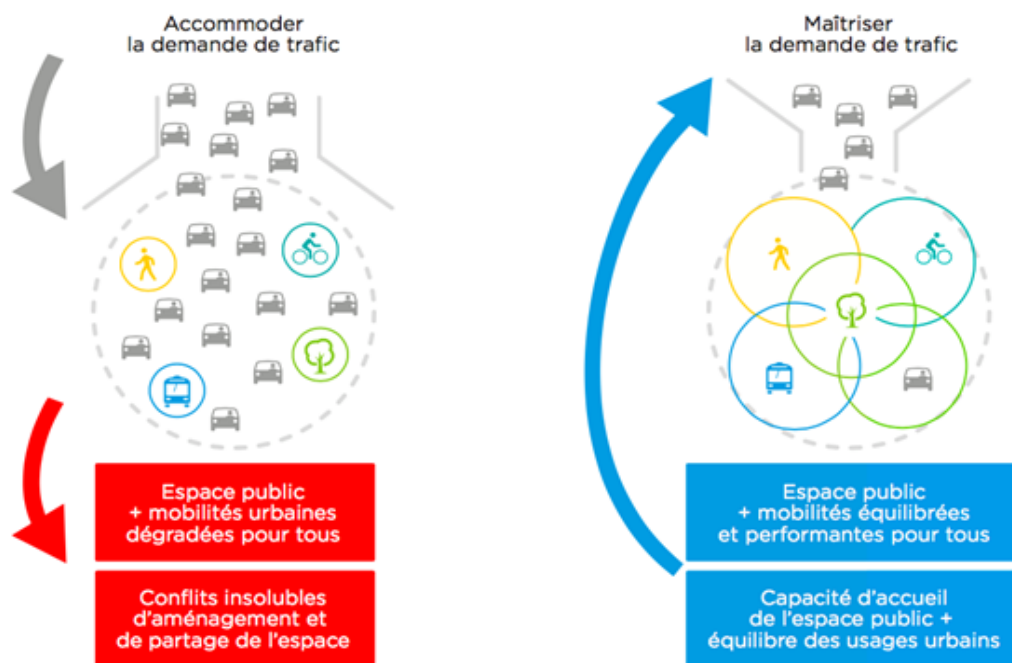 Accommoder
la demande de trafic
Espace public
+ mobilités urbaines
dégradées pour tous
Conflits insolubles
d'aménagement et
de partage de l'espace
Maîtriser
la demande de trafic
Espace public
+ mobilités équilibrées
et performantes pour tous
Capacité d'accueil
de l'espace public +
équilibre des usages urbains